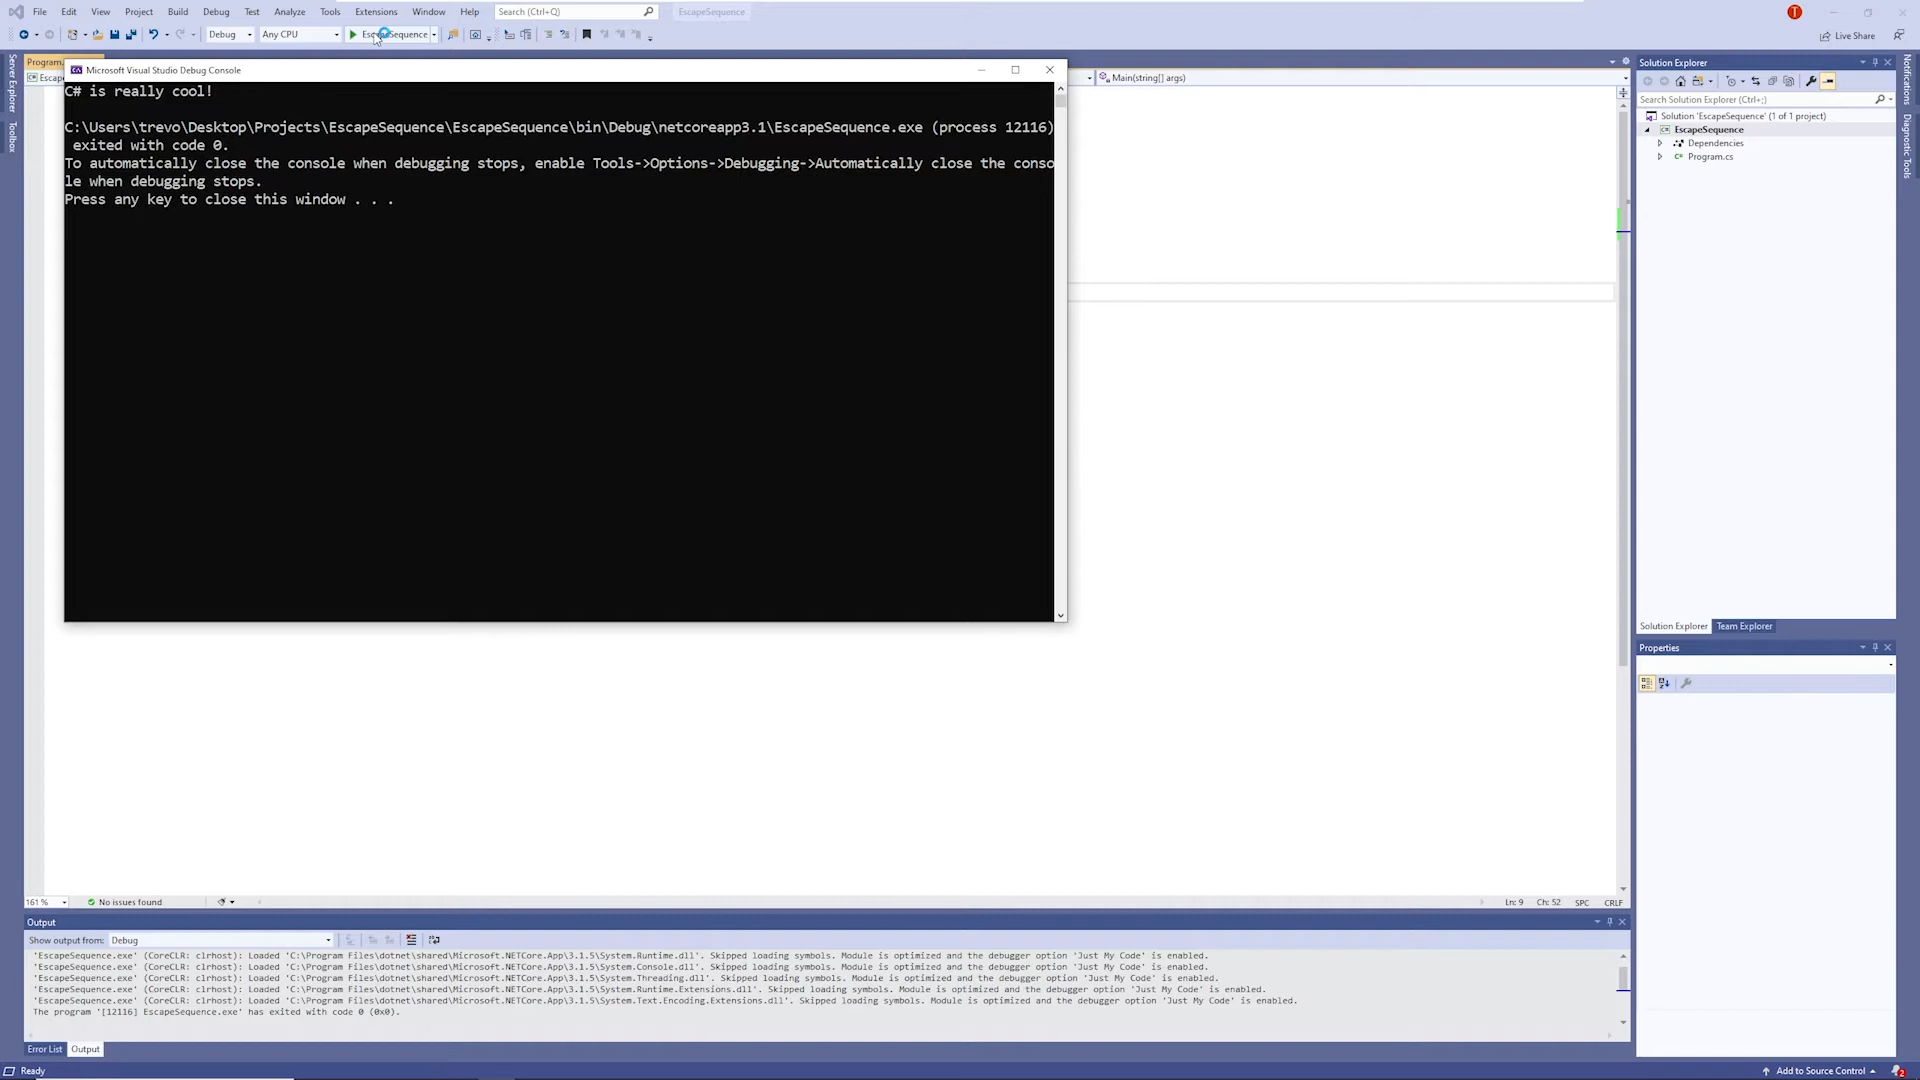 File Edit View Project Build Debug Test Analyze Tools Extensions Window Help Search (Ctrl+Q) EscapeSequence T
Debug Any CPU EscapeSequence Live Share
Program.
Microsoft Visual Studio Debug Console
Main(string[] args)
C# is really cool!
C:\Users\trevo\Desktop\Projects\EscapeSequence\EscapeSequence\bin\Debug\netcoreapp3.1\EscapeSequence.exe (process 12116)
exited with code 0.
To automatically close the console when debugging stops, enable Tools->Options->Debugging->Automatically close the conso
le when debugging stops.
Press any key to close this window . . .
Server Explorer
Toolbox
Solution Explorer
Search Solution Explorer (Ctrl+;)
Solution 'EscapeSequence' (1 of 1 project)
EscapeSequence
Dependencies
Program.cs
Notifications
Diagnostic Tools
Solution Explorer Team Explorer
Properties
161 % No issues found Ln: 9 Ch: 52 SPC CRLF
Output
Show output from: Debug
'EscapeSequence.exe' (CoreCLR: clrhost): Loaded 'C:\Program Files\dotnet\shared\Microsoft.NETCore.App\3.1.5\System.Runtime.dll'. Skipped loading symbols. Module is optimized and the debugger option 'Just My Code' is enabled.
'EscapeSequence.exe' (CoreCLR: clrhost): Loaded 'C:\Program Files\dotnet\shared\Microsoft.NETCore.App\3.1.5\System.Console.dll'. Skipped loading symbols. Module is optimized and the debugger option 'Just My Code' is enabled.
'EscapeSequence.exe' (CoreCLR: clrhost): Loaded 'C:\Program Files\dotnet\shared\Microsoft.NETCore.App\3.1.5\System.Threading.dll'. Skipped loading symbols. Module is optimized and the debugger option 'Just My Code' is enabled.
'EscapeSequence.exe' (CoreCLR: clrhost): Loaded 'C:\Program Files\dotnet\shared\Microsoft.NETCore.App\3.1.5\System.Runtime.Extensions.dll'. Skipped loading symbols. Module is optimized and the debugger option 'Just My Code' is enabled.
'EscapeSequence.exe' (CoreCLR: clrhost): Loaded 'C:\Program Files\dotnet\shared\Microsoft.NETCore.App\3.1.5\System.Text.Encoding.Extensions.dll'. Skipped loading symbols. Module is optimized and the debugger option 'Just My Code' is enabled.
The program '[12116] EscapeSequence.exe' has exited with code 0 (0x0).
Error List Output
Ready Add to Source Control 2